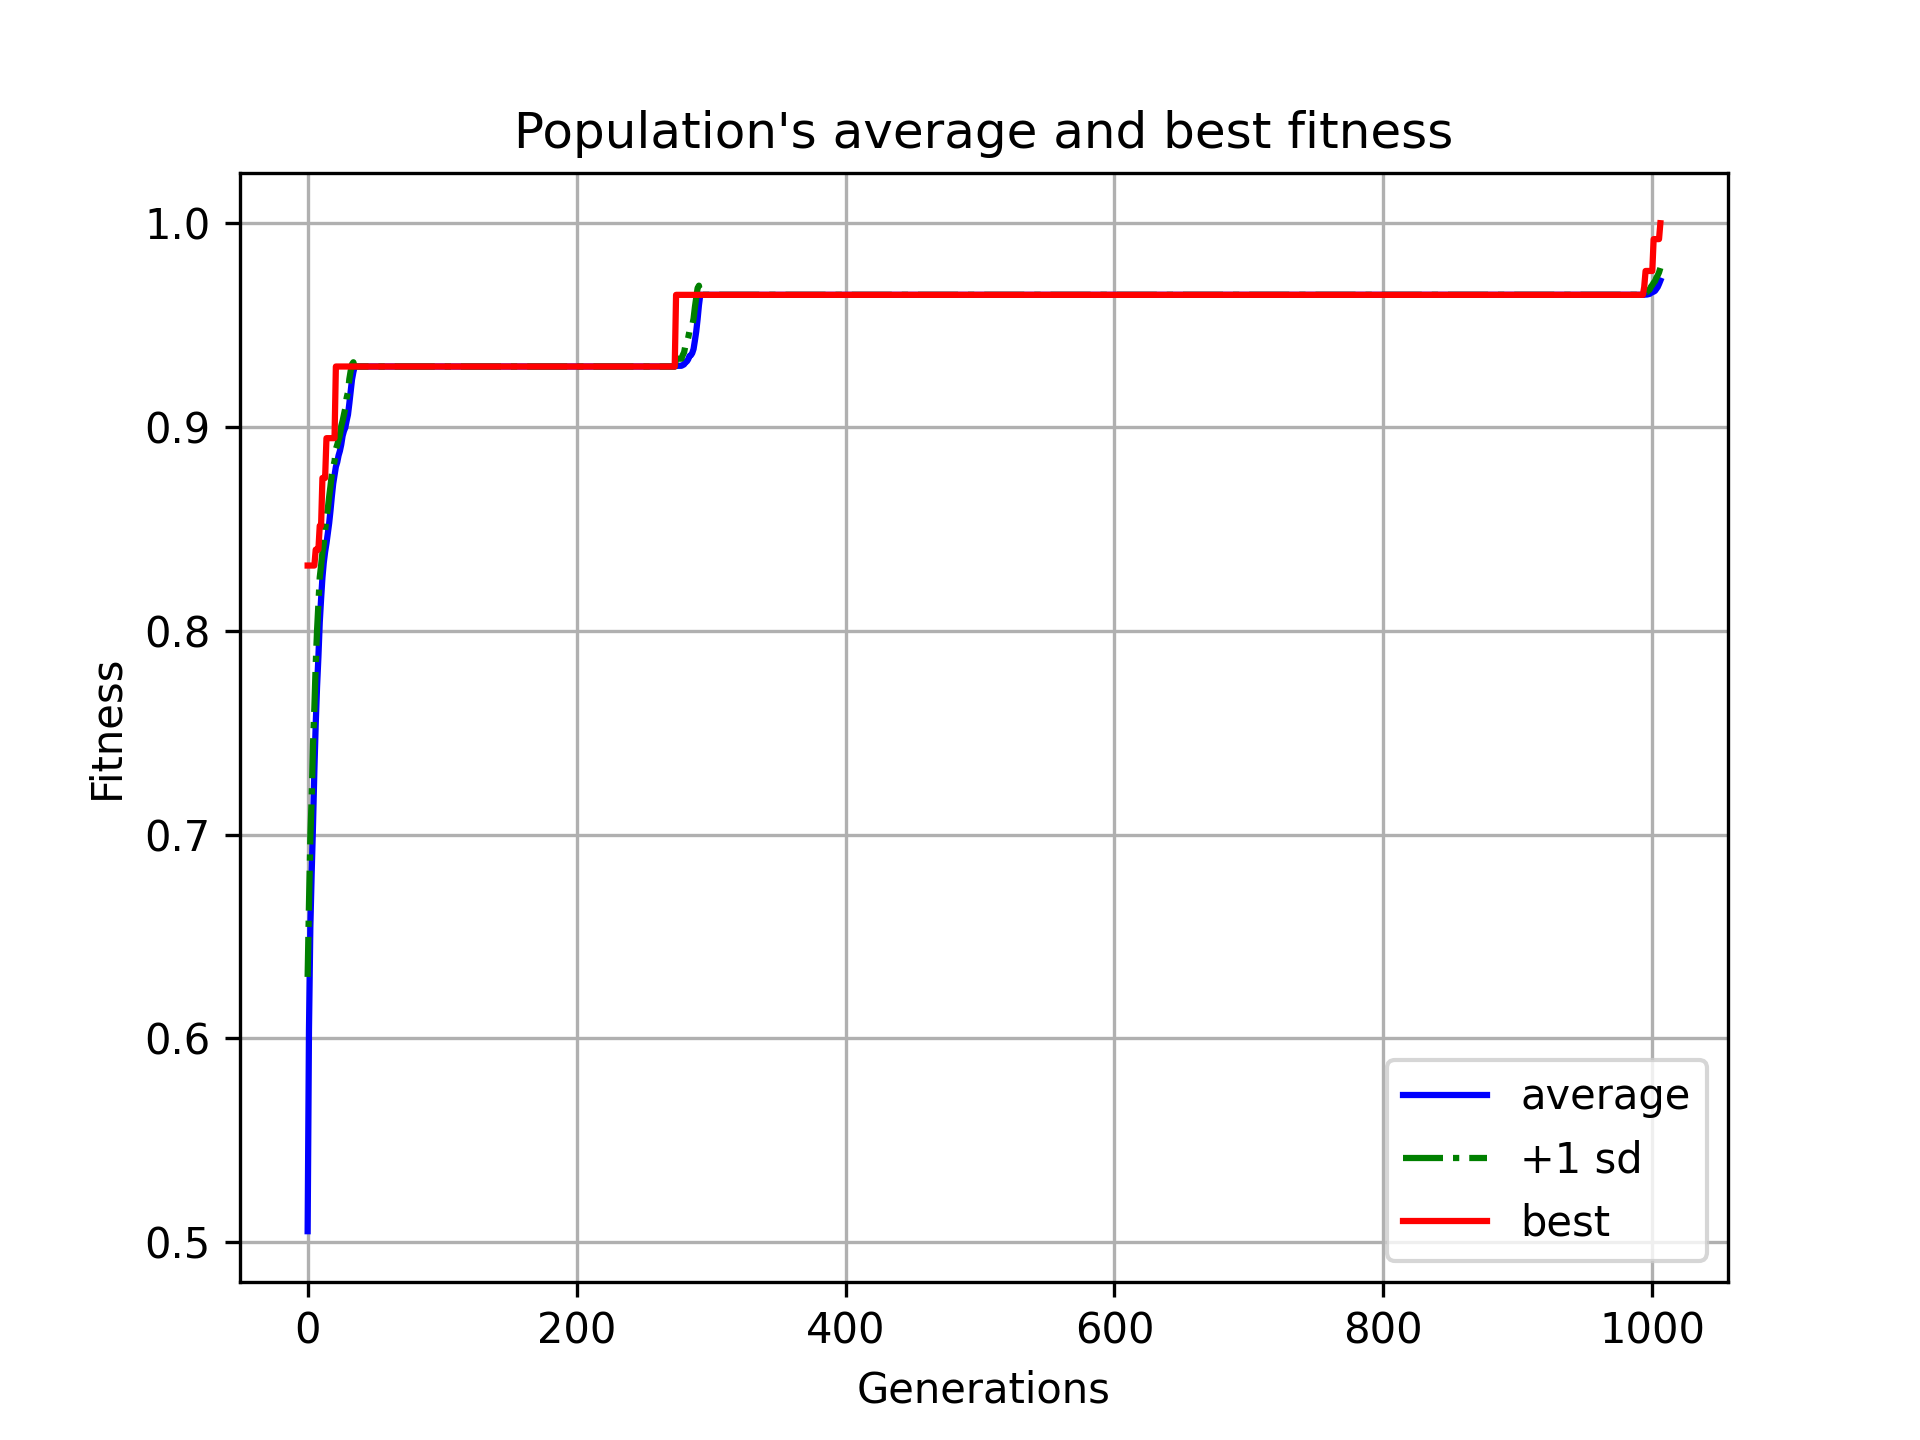 Population's average and best fitness
1.0
0.9
0.8
0.7
0.6
0.5
Fitness
0 200 400 600 800 1000
Generations
average
+1 sd
best